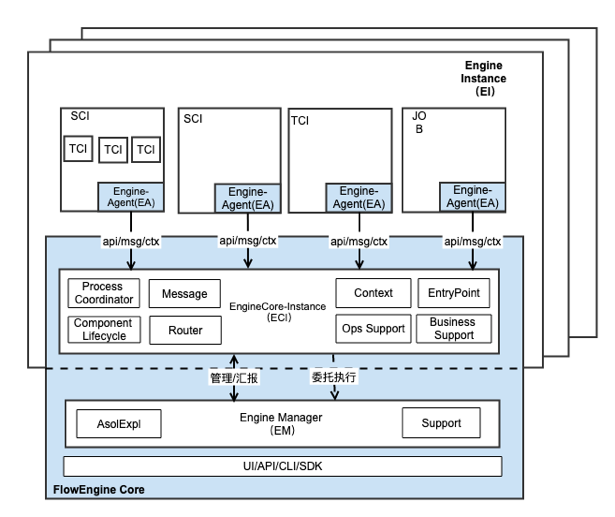 Engine
Instance
(EI)
SCI
TCI
TCI
TCI
Engine-
Agent(EA)
SCI
Engine-
Agent(EA)
TCI
Engine-
Agent(EA)
JO
B
Engine-
Agent(EA)
api/msg/ctx
api/msg/ctx
api/msg/ctx
api/msg/ctx
Process
Coordinator
Message
EngineCore-Instance
(ECI)
Context
EntryPoint
Component
Lifecycle
Router
Ops Support
Business
Support
管理/汇报
委托执行
AsolExpl
Engine Manager
(EM)
Support
UI/API/CLI/SDK
FlowEngine Core